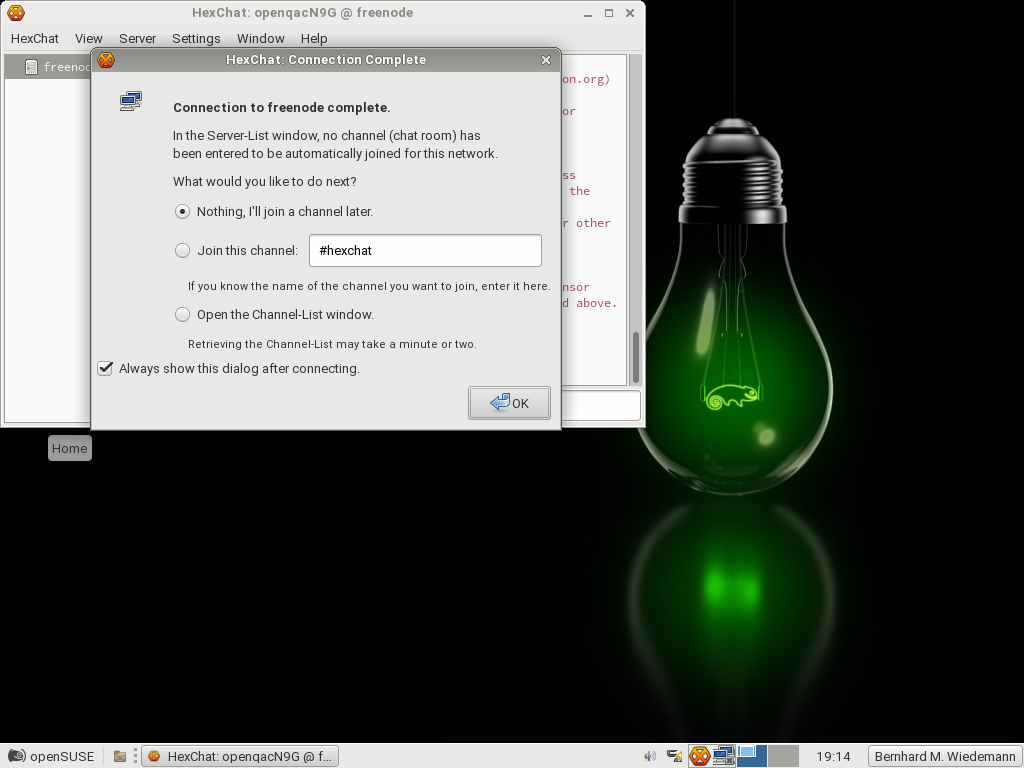 HexChat: openqacN9G @ freenode
HexChat View Server Settings Window Help
freenod
on.org)
or
ss
the
r other
nsor
d above.
HexChat: Connection Complete
Connection to freenode complete.
In the Server-List window, no channel (chat room) has
been entered to be automatically joined for this network.
What would you like to do next?
Nothing, I'll join a channel later.
Join this channel: #hexchat
If you know the name of the channel you want to join, enter it here.
Open the Channel-List window.
Retrieving the Channel-List may take a minute or two.
Always show this dialog after connecting.
OK
Home
openSUSE HexChat: openqacN9G @ f... 19:14 Bernhard M. Wiedemann